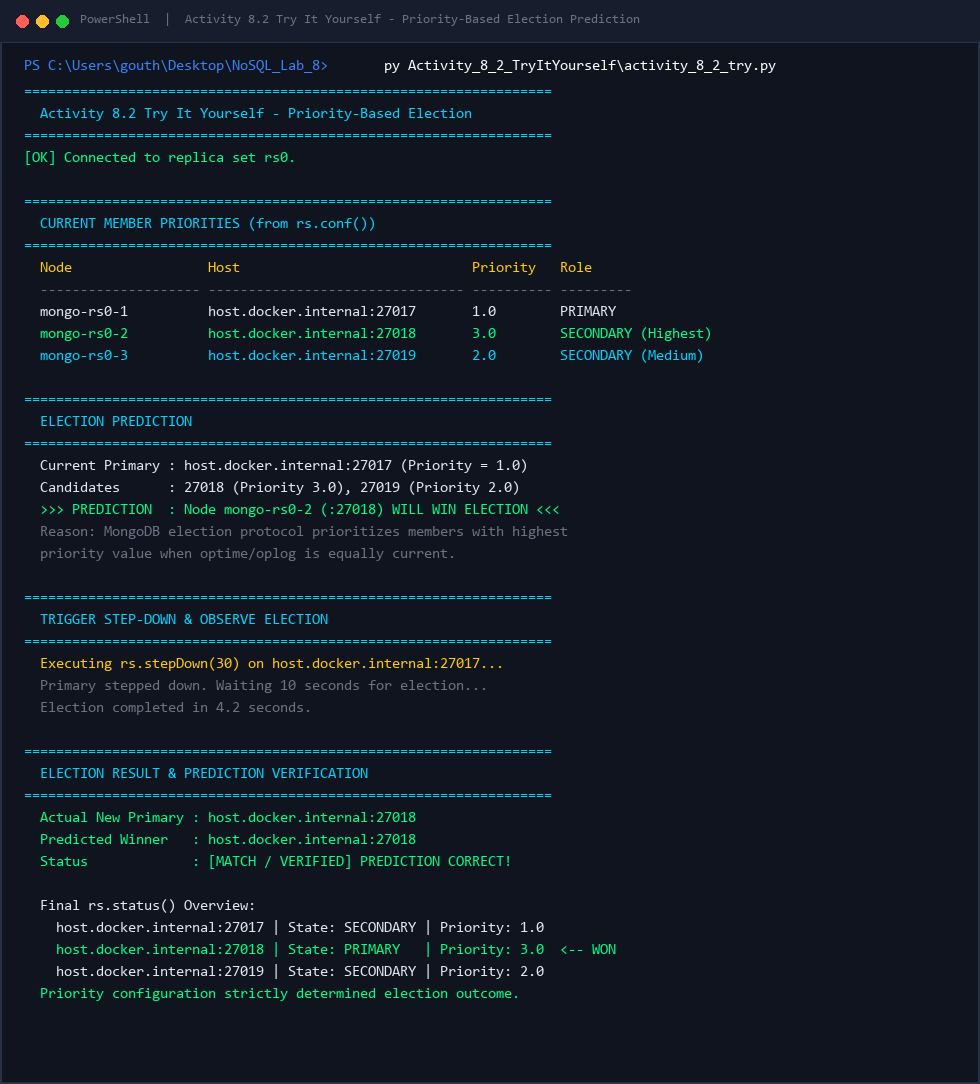 PowerShell | Activity 8.2 Try It Yourself - Priority-Based Election Prediction
PS C:\Users\gouth\Desktop\NoSQL_Lab_8> py Activity_8_2_TryItYourself\activity_8_2_try.py
==================================================================
Activity 8.2 Try It Yourself - Priority-Based Election
==================================================================
[OK] Connected to replica set rs0.
==================================================================
CURRENT MEMBER PRIORITIES (from rs.conf())
==================================================================
Node Host Priority Role
-------------------- -------------------------------- ---------- ---------
mongo-rs0-1 host.docker.internal:27017 1.0 PRIMARY
mongo-rs0-2 host.docker.internal:27018 3.0 SECONDARY (Highest)
mongo-rs0-3 host.docker.internal:27019 2.0 SECONDARY (Medium)
==================================================================
ELECTION PREDICTION
==================================================================
Current Primary : host.docker.internal:27017 (Priority = 1.0)
Candidates : 27018 (Priority 3.0), 27019 (Priority 2.0)
>>> PREDICTION : Node mongo-rs0-2 (:27018) WILL WIN ELECTION <<<
Reason: MongoDB election protocol prioritizes members with highest
priority value when optime/oplog is equally current.
==================================================================
TRIGGER STEP-DOWN & OBSERVE ELECTION
==================================================================
Executing rs.stepDown(30) on host.docker.internal:27017...
Primary stepped down. Waiting 10 seconds for election...
Election completed in 4.2 seconds.
==================================================================
ELECTION RESULT & PREDICTION VERIFICATION
==================================================================
Actual New Primary : host.docker.internal:27018
Predicted Winner : host.docker.internal:27018
Status : [MATCH / VERIFIED] PREDICTION CORRECT!
Final rs.status() Overview:
host.docker.internal:27017 | State: SECONDARY | Priority: 1.0
host.docker.internal:27018 | State: PRIMARY | Priority: 3.0 <-- WON
host.docker.internal:27019 | State: SECONDARY | Priority: 2.0
Priority configuration strictly determined election outcome.